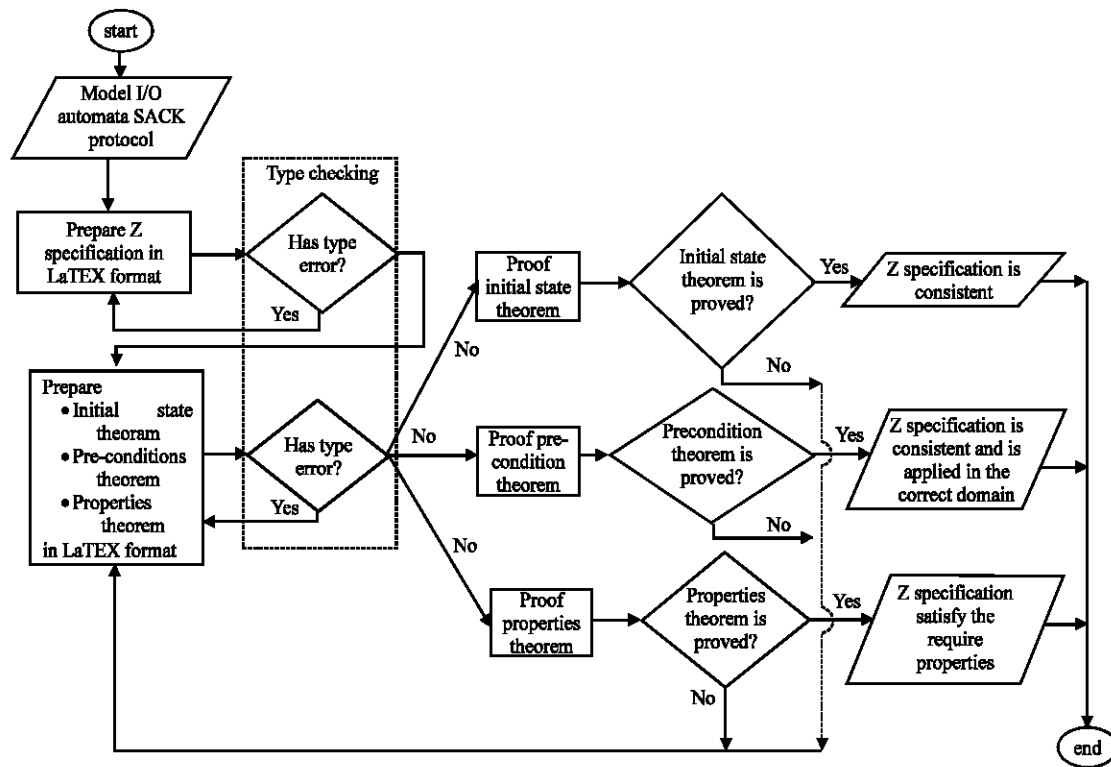 start
Model I/O
automata SACK
protocol
Type checking
Prepare Z
specification in
LaTEX format
Has type
error?
Yes
Proof
initial state
theorem
Initial state
theorem is
proved?
Yes
Z specification is
consistent
No
No
Prepare
•Initial state
theoram
•Pre-conditions
theorem
•Properties
theorem
in LaTEX format
Has type
error?
Yes
No
Proof pre-
condition
theorem
Precondition
theorem is
proved?
Yes
Z specification is
consistent and is
applied in the
correct domain
No
No
Proof
properties
theorem
Properties
theorem is
proved?
Yes
Z specification
satisfy the
require
properties
No
end